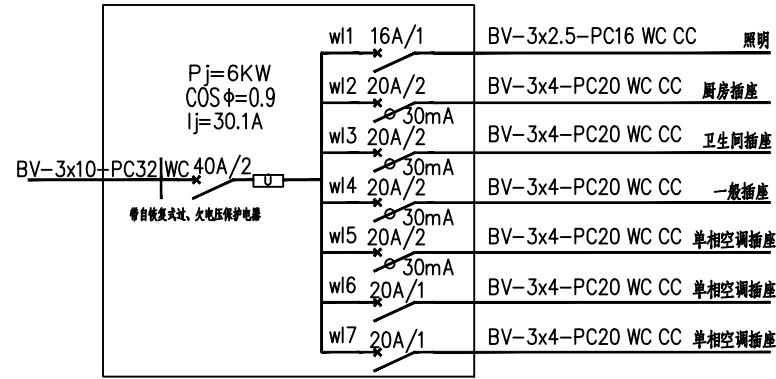 wl1 16A/1 BV-3x2.5-PC16 WC CC 照明
Pj=6KW
COSΦ=0.9
Ij=30.1A
wl2 20A/2 BV-3x4-PC20 WC CC 厨房插座
30mA
wl3 20A/2 BV-3x4-PC20 WC CC 卫生间插座
30mA
BV-3x10-PC32 WC 40A/2
U
带自恢复式过、欠电压保护电器
wl4 20A/2 BV-3x4-PC20 WC CC 一般插座
30mA
wl5 20A/2 BV-3x4-PC20 WC CC 单相空调插座
30mA
wl6 20A/1 BV-3x4-PC20 WC CC 单相空调插座
wl7 20A/1 BV-3x4-PC20 WC CC 单相空调插座